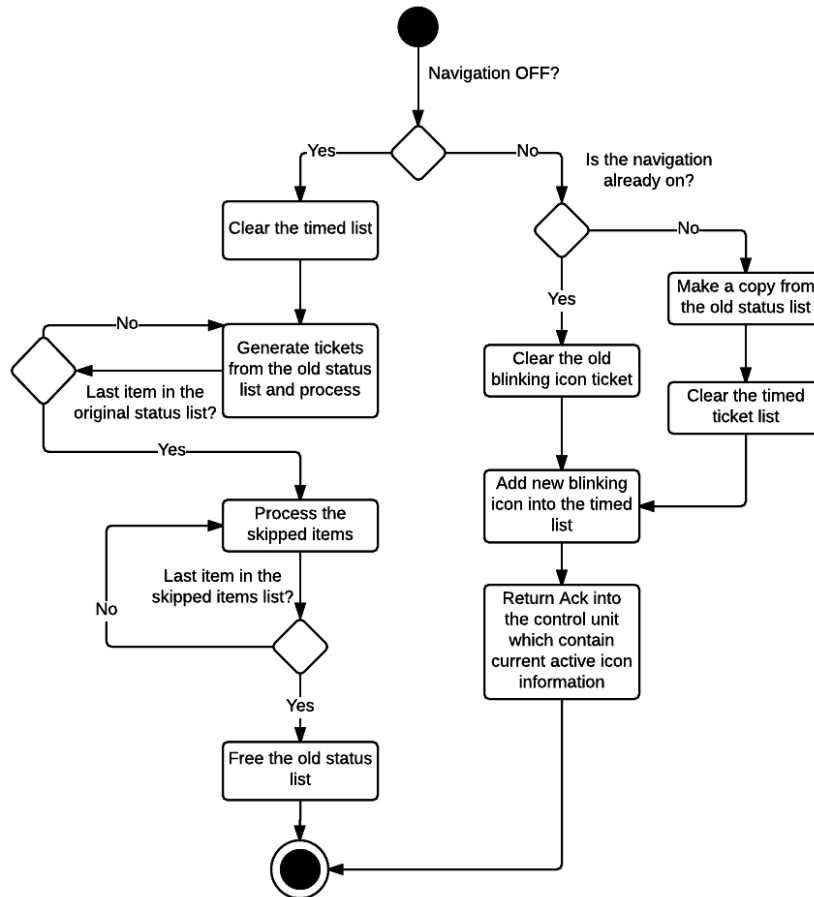 Navigation OFF?
Yes
No
Is the navigation
already on?
Clear the timed list
No
Make a copy from
the old status list
Yes
No
Generate tickets
from the old status
list and process
Clear the old
blinking icon ticket
Last item in the
original status list?
Clear the timed
ticket list
Yes
Process the
skipped items
Add new blinking
icon into the timed
list
Last item in the
skipped items list?
No
Return Ack into
the control unit
which contain
current active icon
information
Yes
Free the old status
list